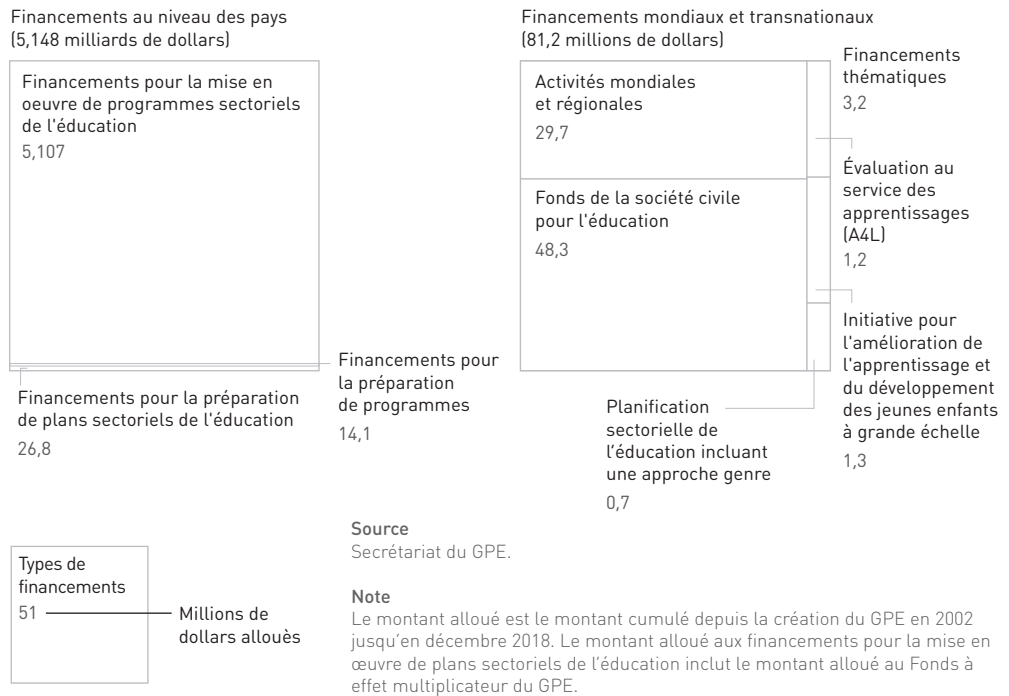 Financements au niveau des pays
(5,148 milliards de dollars)
Financements pour la mise en
oeuvre de programmes sectoriels
de l'éducation
5,107
Financements pour la préparation
de plans sectoriels de l'éducation
26,8
Financements pour
la préparation
de programmes
14,1
Financements mondiaux et transnationaux
(81,2 millions de dollars)
Activités mondiales
et régionales
29,7
Fonds de la société civile
pour l'éducation
48,3
Financements
thématiques
3,2
Évaluation au
service des
apprentissages
(A4L)
1,2
Initiative pour
l'amélioration de
l'apprentissage et
du développement
des jeunes enfants
à grande échelle
1,3
Planification
sectorielle de
l’éducation incluant
une approche genre
0,7
Types de
financements
51
Millions de
dollars allouès
Source
Secrétariat du GPE.
Note
Le montant alloué est le montant cumulé depuis la création du GPE en 2002
jusqu’en décembre 2018. Le montant alloué aux financements pour la mise en
œuvre de plans sectoriels de l’éducation inclut le montant alloué au Fonds à
effet multiplicateur du GPE.